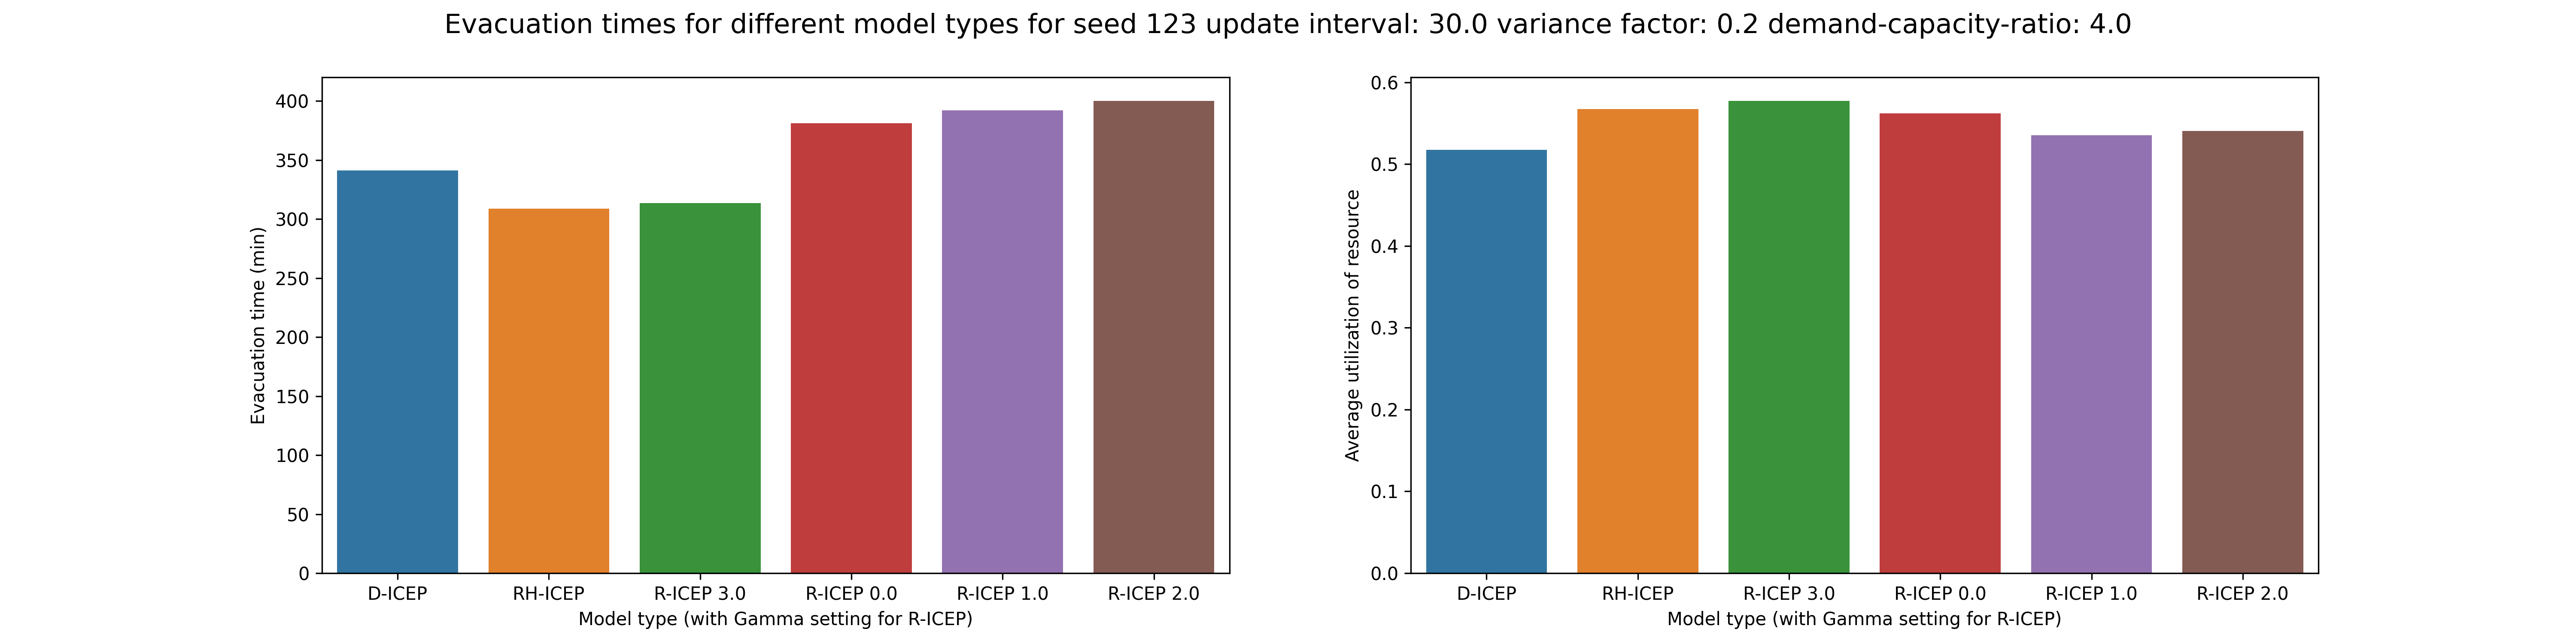 Evacuation times for different model types for seed 123 update interval: 30.0 variance factor: 0.2 demand-capacity-ratio: 4.0
Evacuation time (min)
400
350
300
250
200
150
100
50
0
D-ICEP RH-ICEP R-ICEP 3.0 R-ICEP 0.0 R-ICEP 1.0 R-ICEP 2.0
Model type (with Gamma setting for R-ICEP)
Average utilization of resource
0.6
0.5
0.4
0.3
0.2
0.1
0.0
D-ICEP RH-ICEP R-ICEP 3.0 R-ICEP 0.0 R-ICEP 1.0 R-ICEP 2.0
Model type (with Gamma setting for R-ICEP)